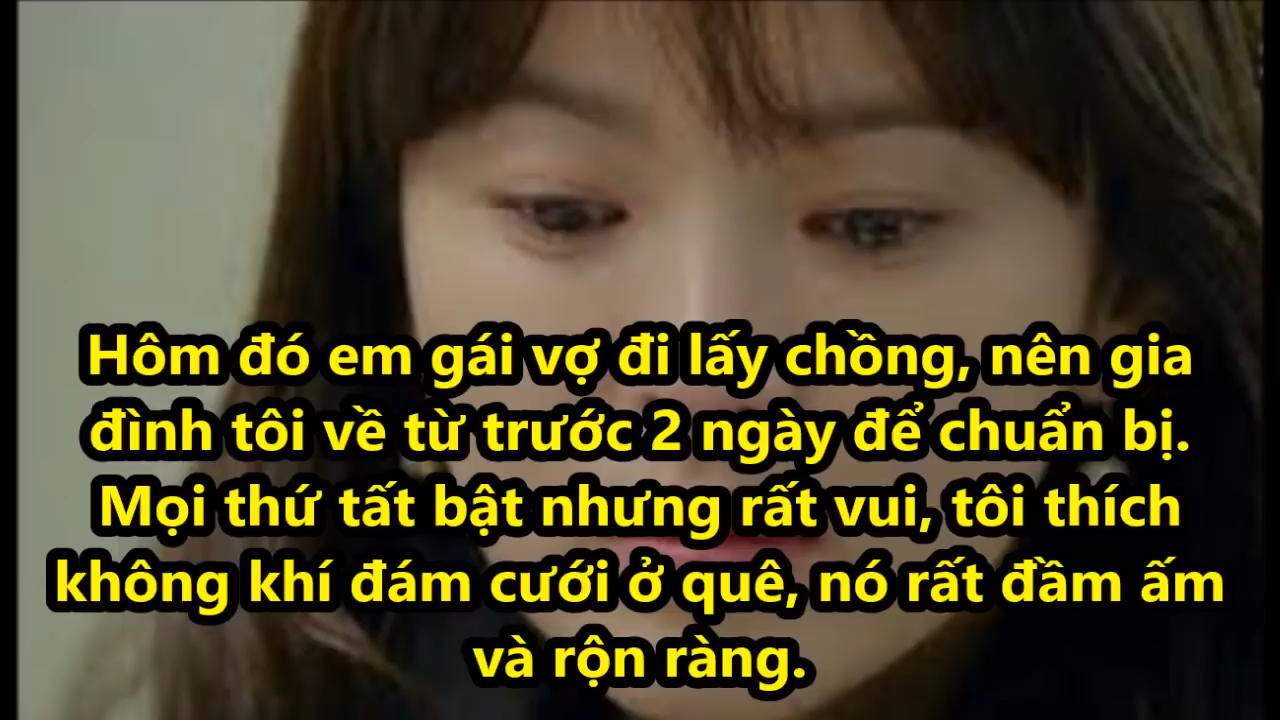 Hôm đó em gái vợ đi lấy chồng, nên gia
đình tôi về từ trước 2 ngày để chuẩn bị.
Mọi thứ tất bật nhưng rất vui, tôi thích
không khí đám cưới ở quê, nó rất đầm ấm
và rộn ràng.